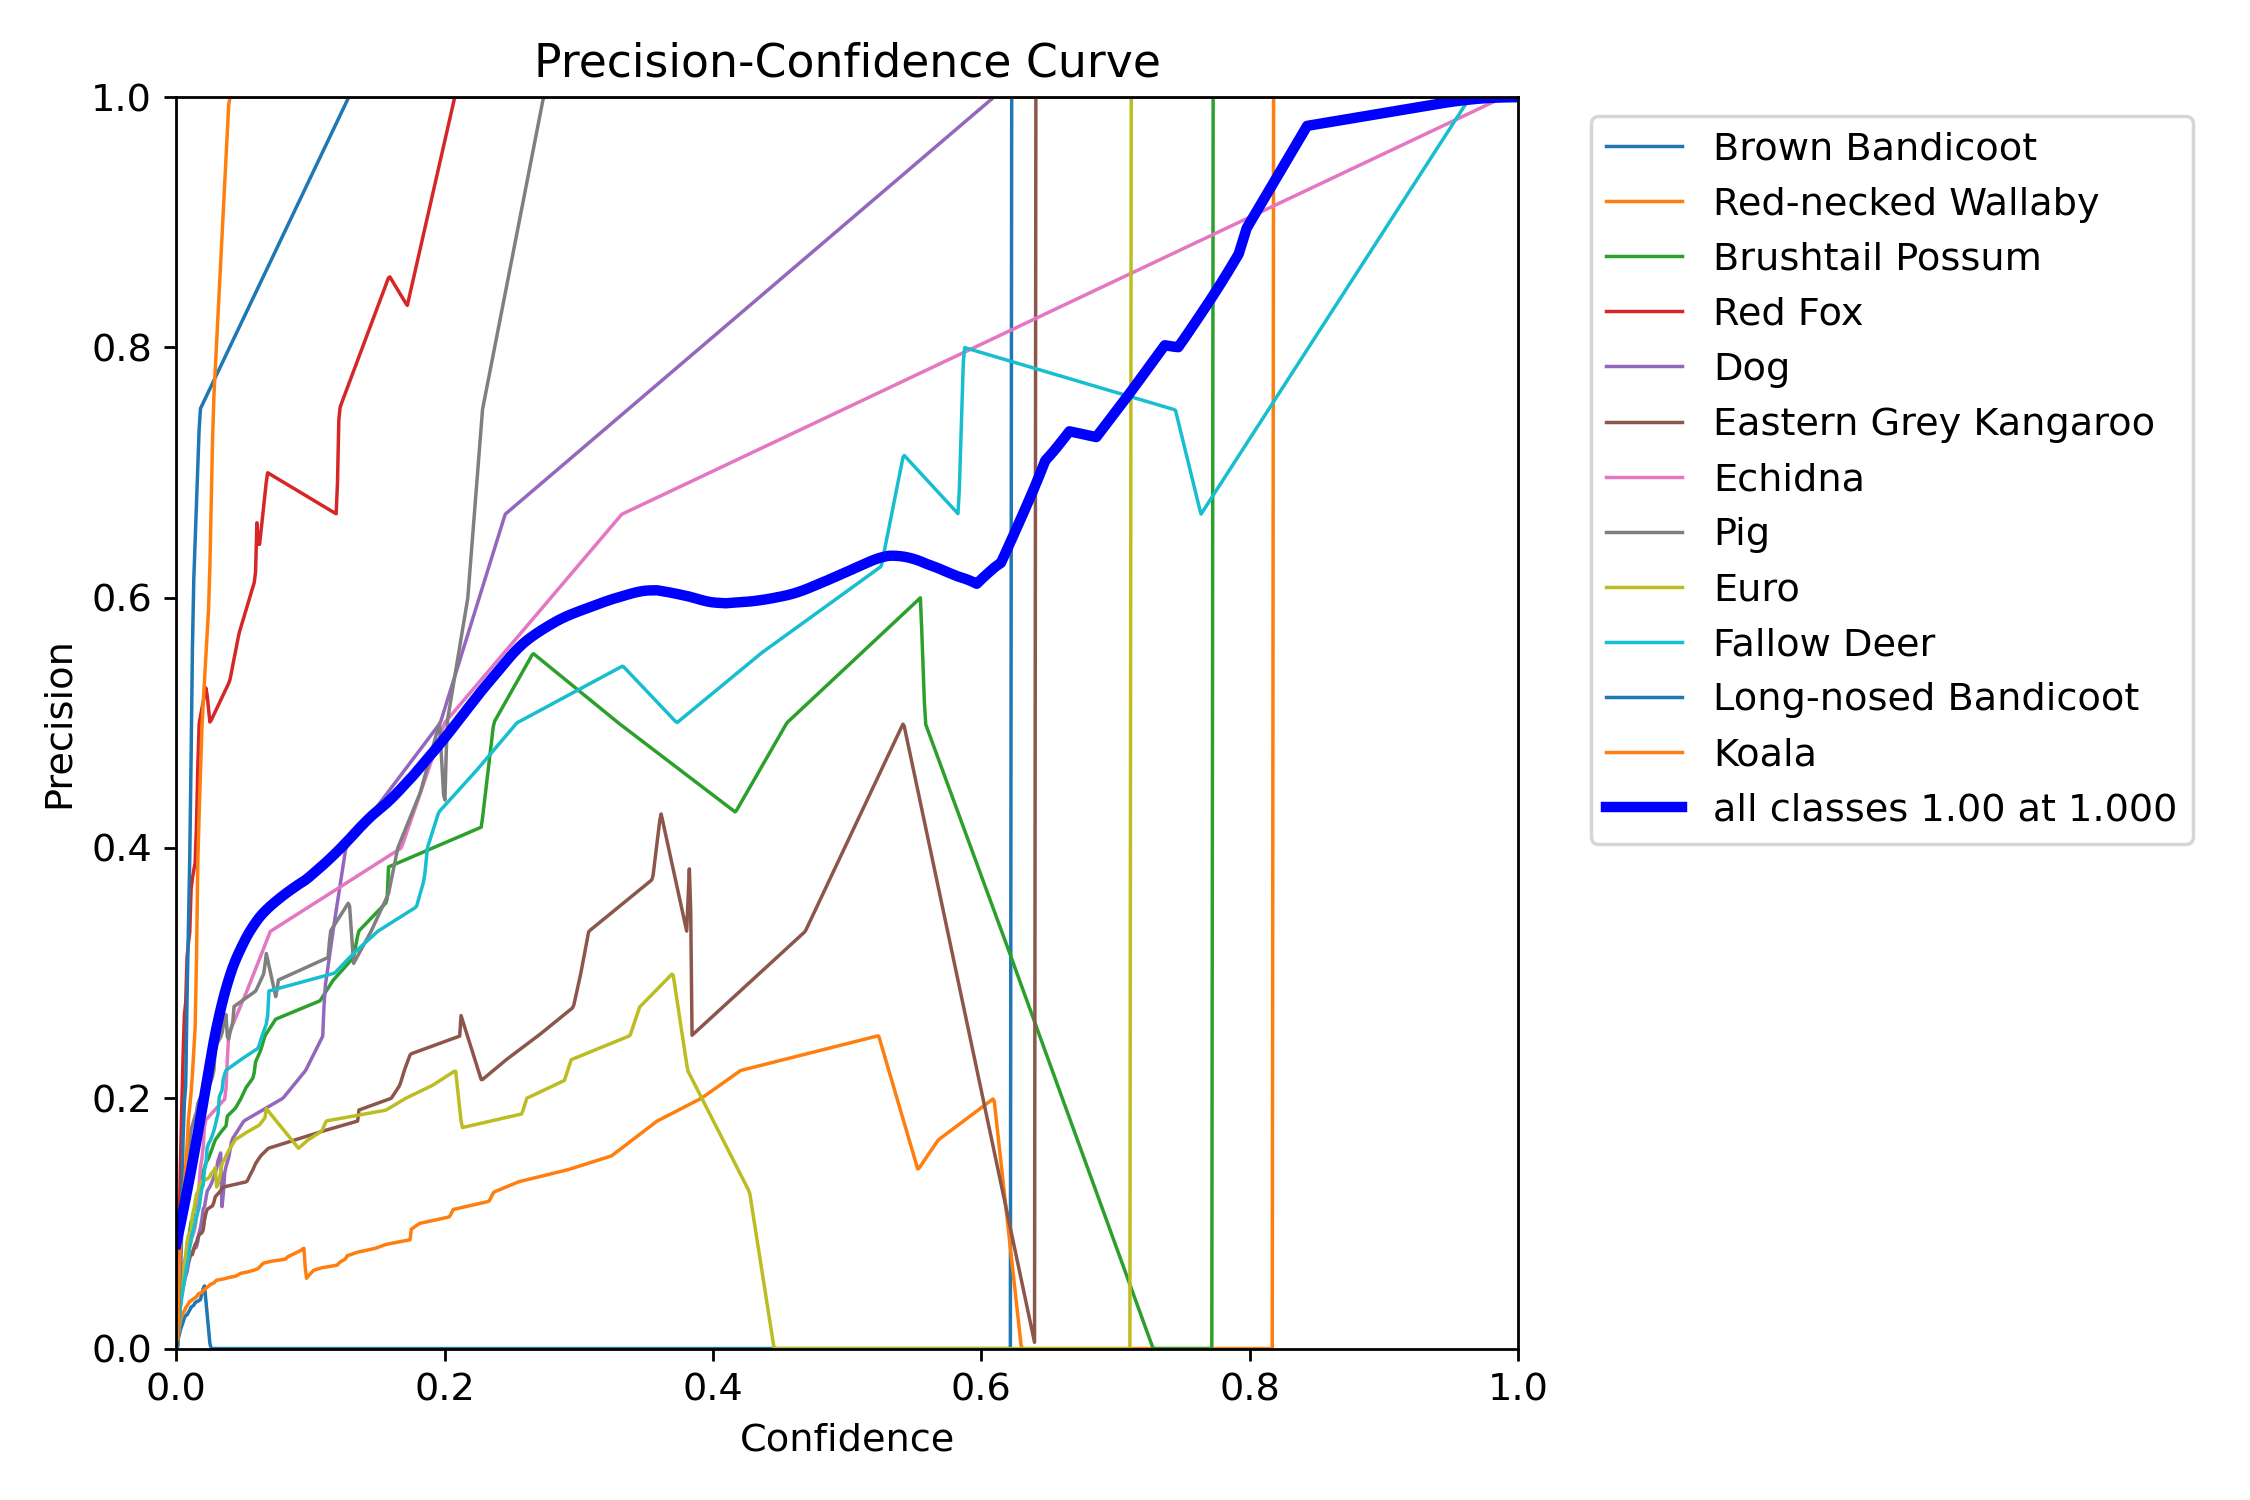 Precision-Confidence Curve
1.0
0.8
0.6
0.4
0.2
0.0
Precision
0.0 0.2 0.4 0.6 0.8 1.0
Confidence
Brown Bandicoot
Red-necked Wallaby
Brushtail Possum
Red Fox
Dog
Eastern Grey Kangaroo
Echidna
Pig
Euro
Fallow Deer
Long-nosed Bandicoot
Koala
all classes 1.00 at 1.000